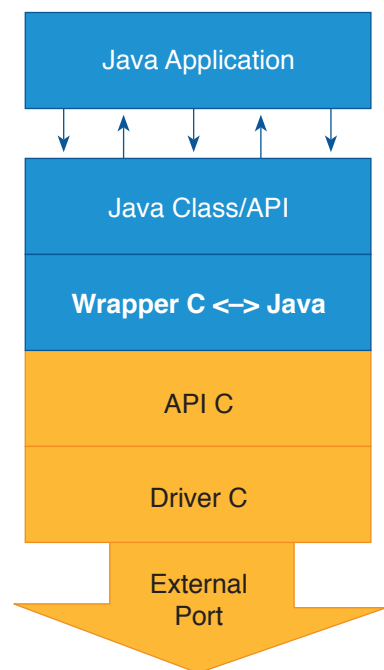 Java Application
Java Class/API
Wrapper C <–> Java
API C
Driver C
External
Port